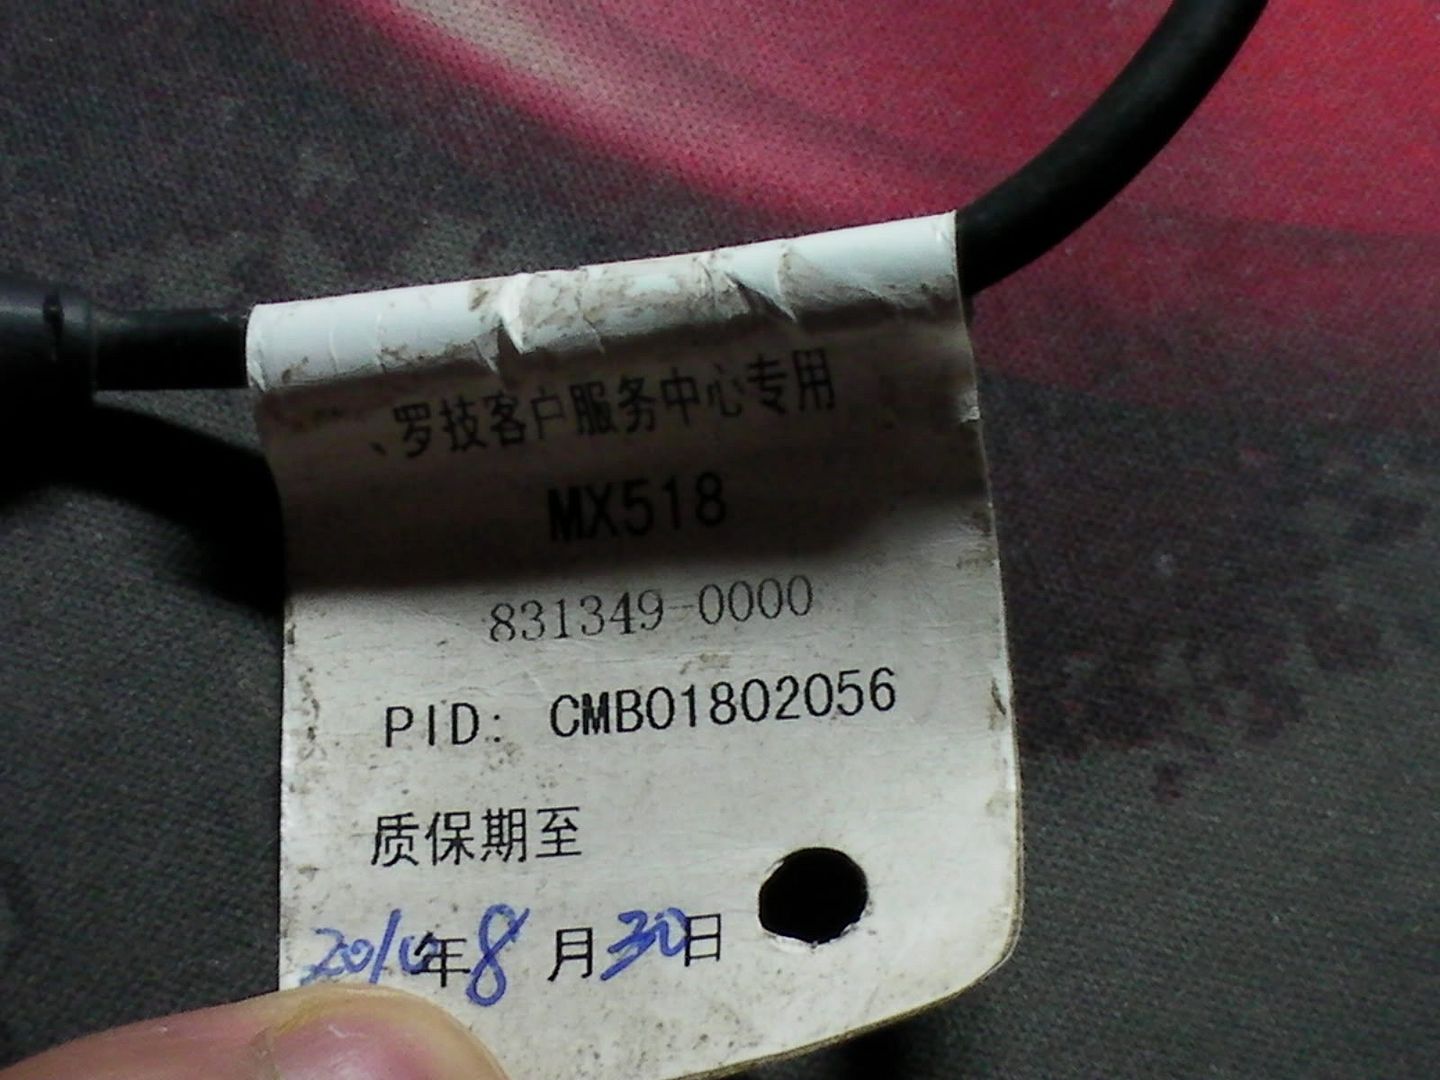 、罗技客户服务中心专用
MX518
831349-0000
PID: CMB01802056
质保期至
2010年8月30日